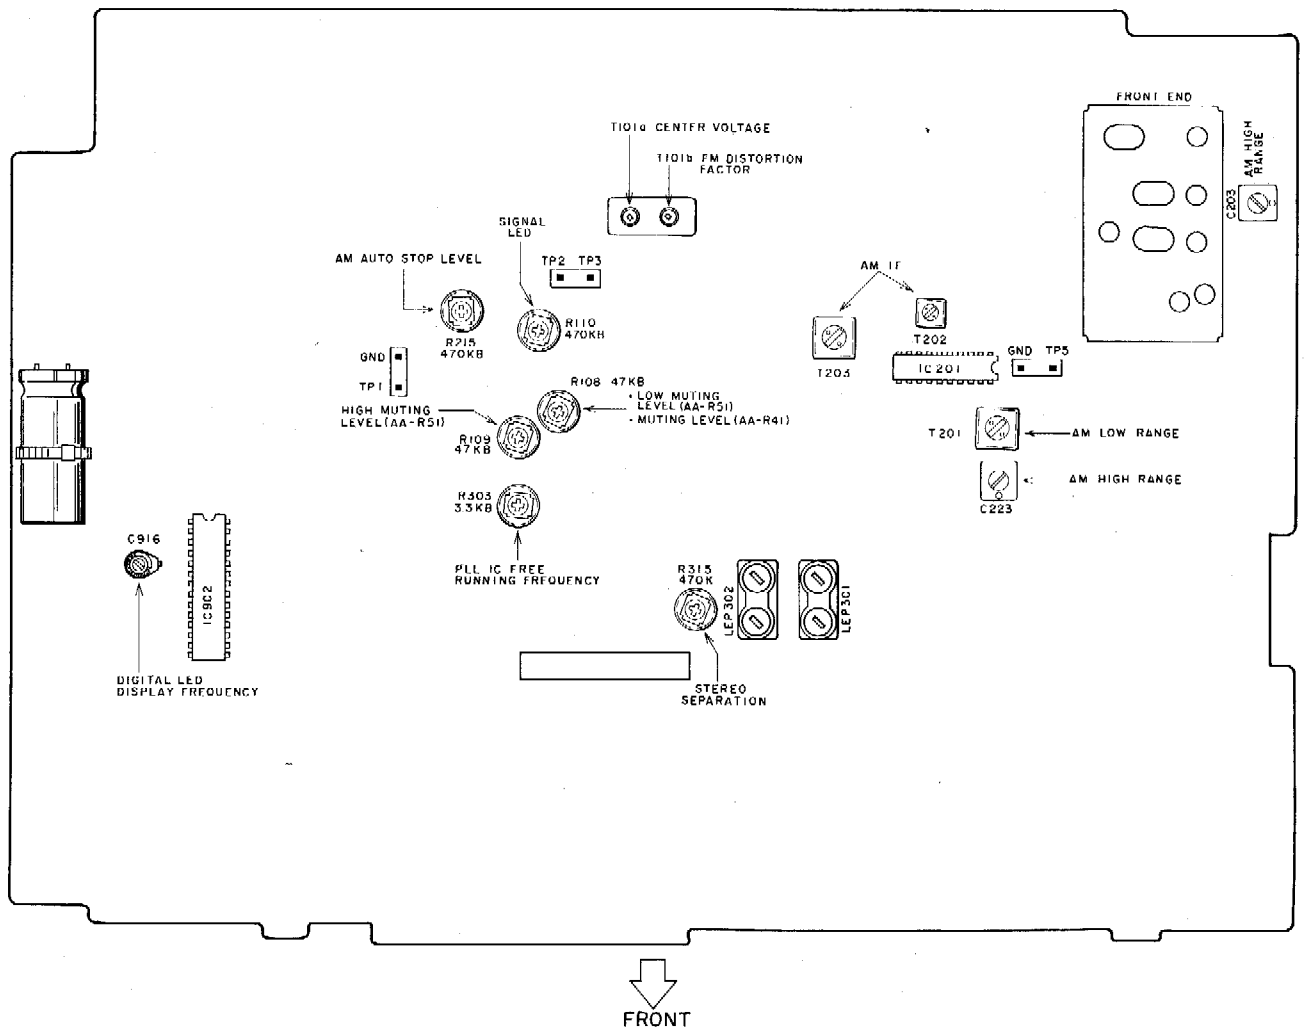 FRONT END
T101a CENTER VOLTAGE
T101b FM DISTORTION
FACTOR
AM HIGH
RANGE
C203
SIGNAL
LED
AM AUTO STOP LEVEL
TP2 TP3
AM IF
R110
470KB
R215
470KB
T202
T203
IC201
GND TP5
GND
TP1
R108 47KB
• LOW MUTING
LEVEL (AA-R51)
• MUTING LEVEL (AA-R41)
HIGH MUTING
LEVEL (AA-R51)
R109
47KB
T201
AM LOW RANGE
AM HIGH RANGE
C223
R303
3.3KB
C916
IC902
PLL IC FREE
RUNNING FREQUENCY
R315
470K
LEP302
LEP301
DIGITAL LED
DISPLAY FREQUENCY
STEREO
SEPARATION
FRONT